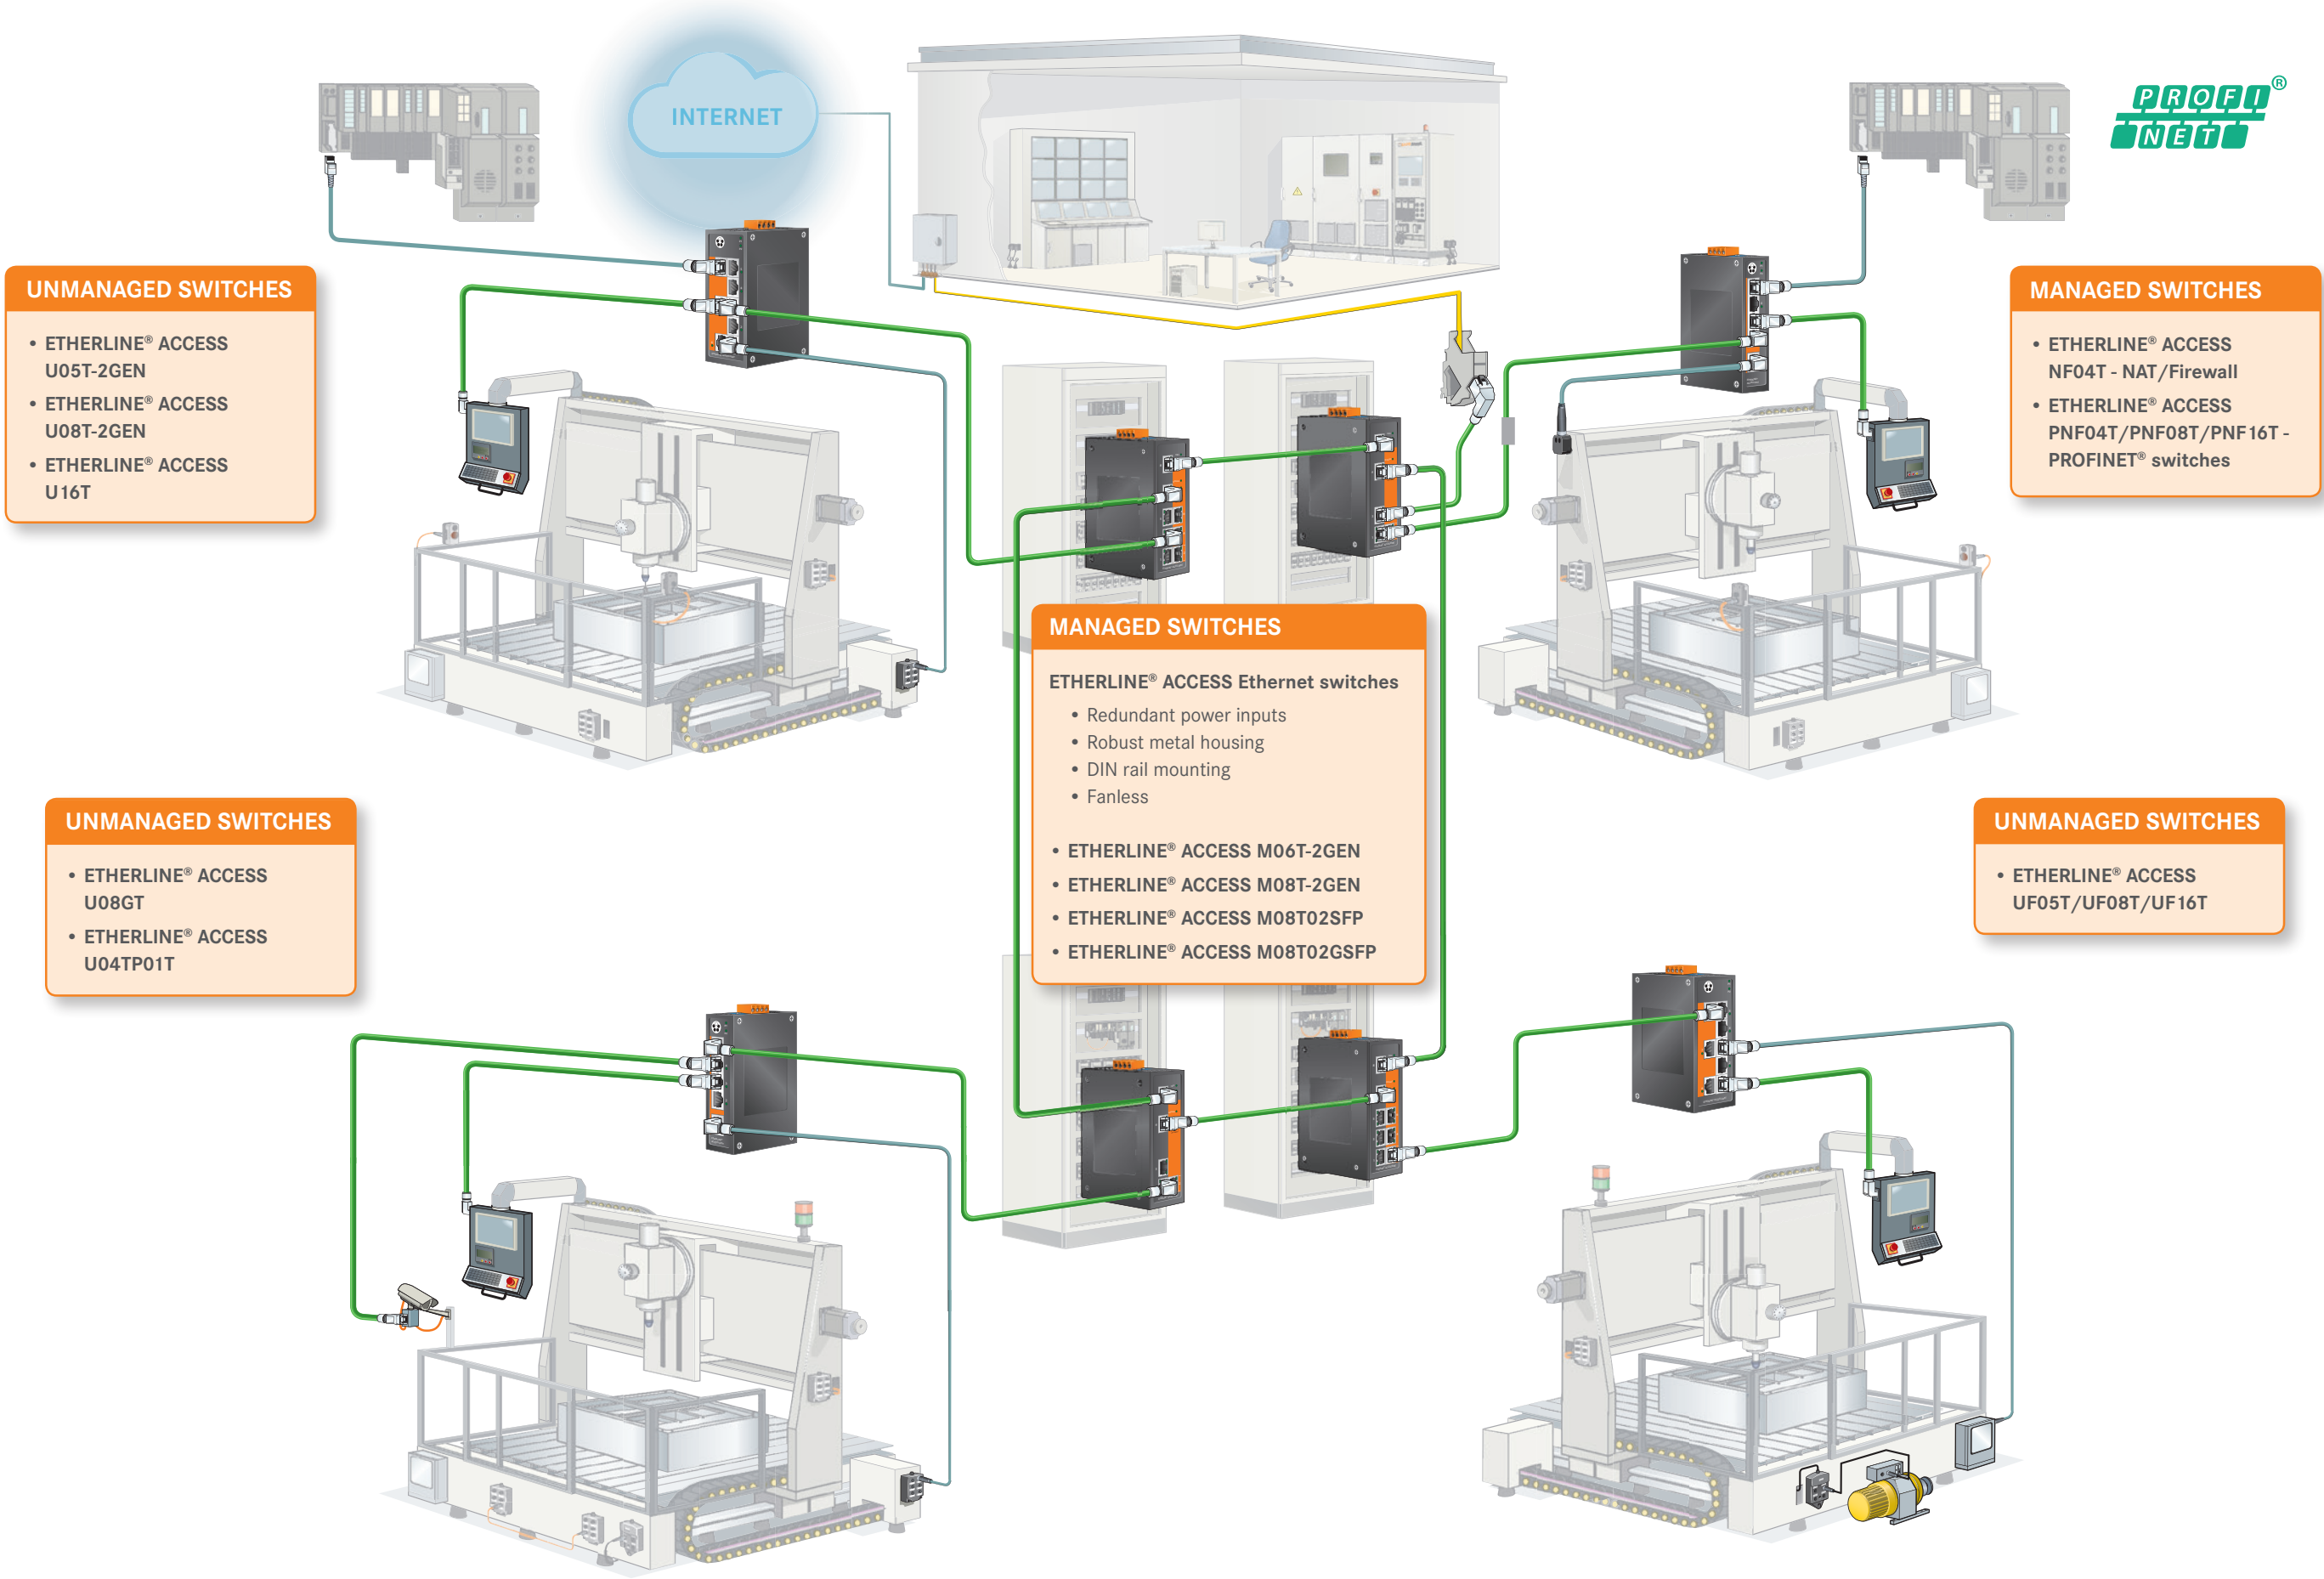 INTERNET
PROFI®
NET
UNMANAGED SWITCHES
• ETHERLINE® ACCESS
U05T-2GEN
• ETHERLINE® ACCESS
U08T-2GEN
• ETHERLINE® ACCESS
U16T
MANAGED SWITCHES
• ETHERLINE® ACCESS
NF04T - NAT/Firewall
• ETHERLINE® ACCESS
PNF04T/PNF08T/PNF16T -
PROFINET® switches
MANAGED SWITCHES
ETHERLINE® ACCESS Ethernet switches
• Redundant power inputs
• Robust metal housing
• DIN rail mounting
• Fanless
• ETHERLINE® ACCESS M06T-2GEN
• ETHERLINE® ACCESS M08T-2GEN
• ETHERLINE® ACCESS M08T02SFP
• ETHERLINE® ACCESS M08T02GSFP
UNMANAGED SWITCHES
• ETHERLINE® ACCESS
U08GT
• ETHERLINE® ACCESS
U04TP01T
UNMANAGED SWITCHES
• ETHERLINE® ACCESS
UF05T/UF08T/UF16T